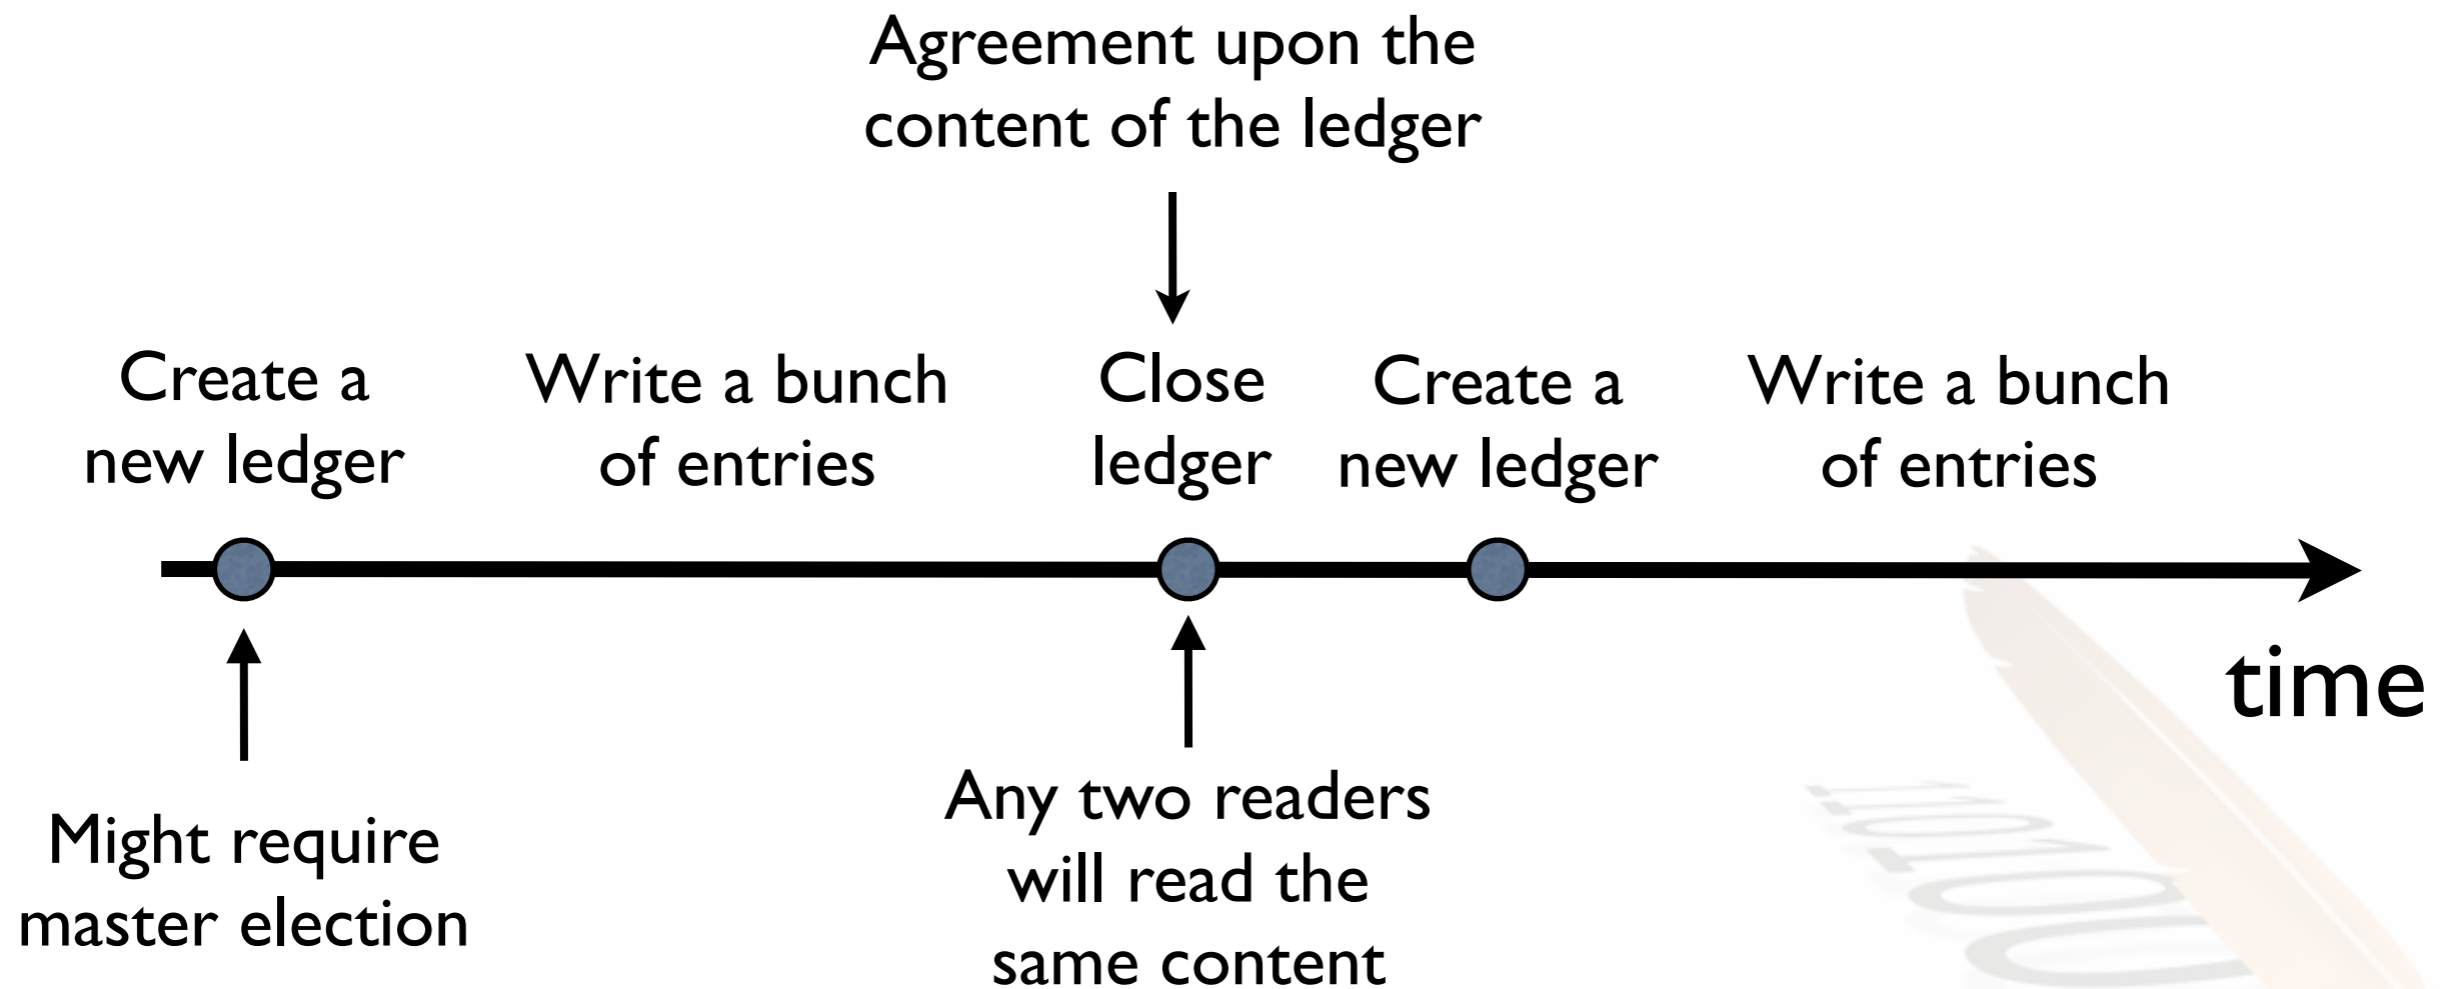 Agreement upon the
content of the ledger
Create a
new ledger
Write a bunch
of entries
Close
ledger
Create a
new ledger
Write a bunch
of entries
time
Might require
master election
Any two readers
will read the
same content